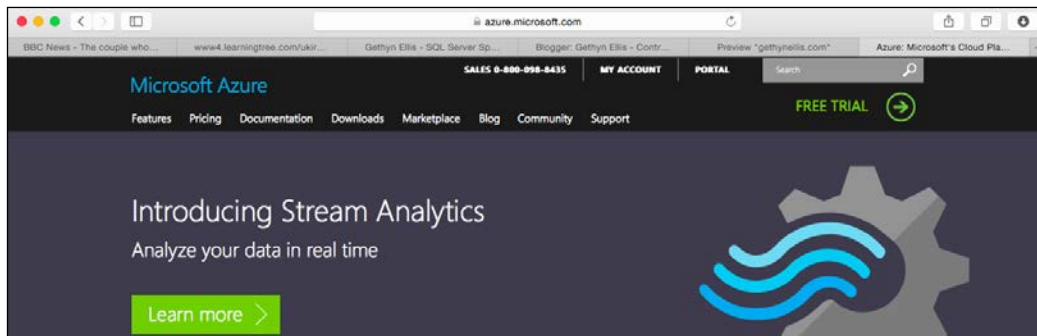 azure.microsoft.com
BBC News - The couple who... www4.learningtree.com/ukir... Gethyn Ellis - SQL Server Sp... Blogger: Gethyn Ellis - Contr... Preview "gethynellis.com" Azure: Microsoft's Cloud Pla...
SALES 0-800-098-8435 MY ACCOUNT PORTAL Search
Microsoft Azure
FREE TRIAL
Features Pricing Documentation Downloads Marketplace Blog Community Support
Introducing Stream Analytics
Analyze your data in real time
Learn more